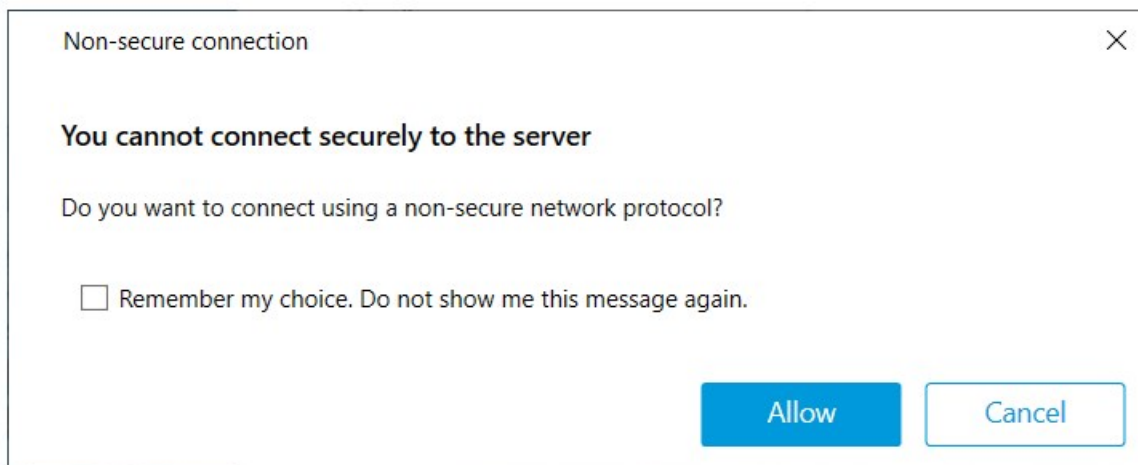 Non-secure connection
You cannot connect securely to the server
Do you want to connect using a non-secure network protocol?
Remember my choice. Do not show me this message again.
Allow
Cancel